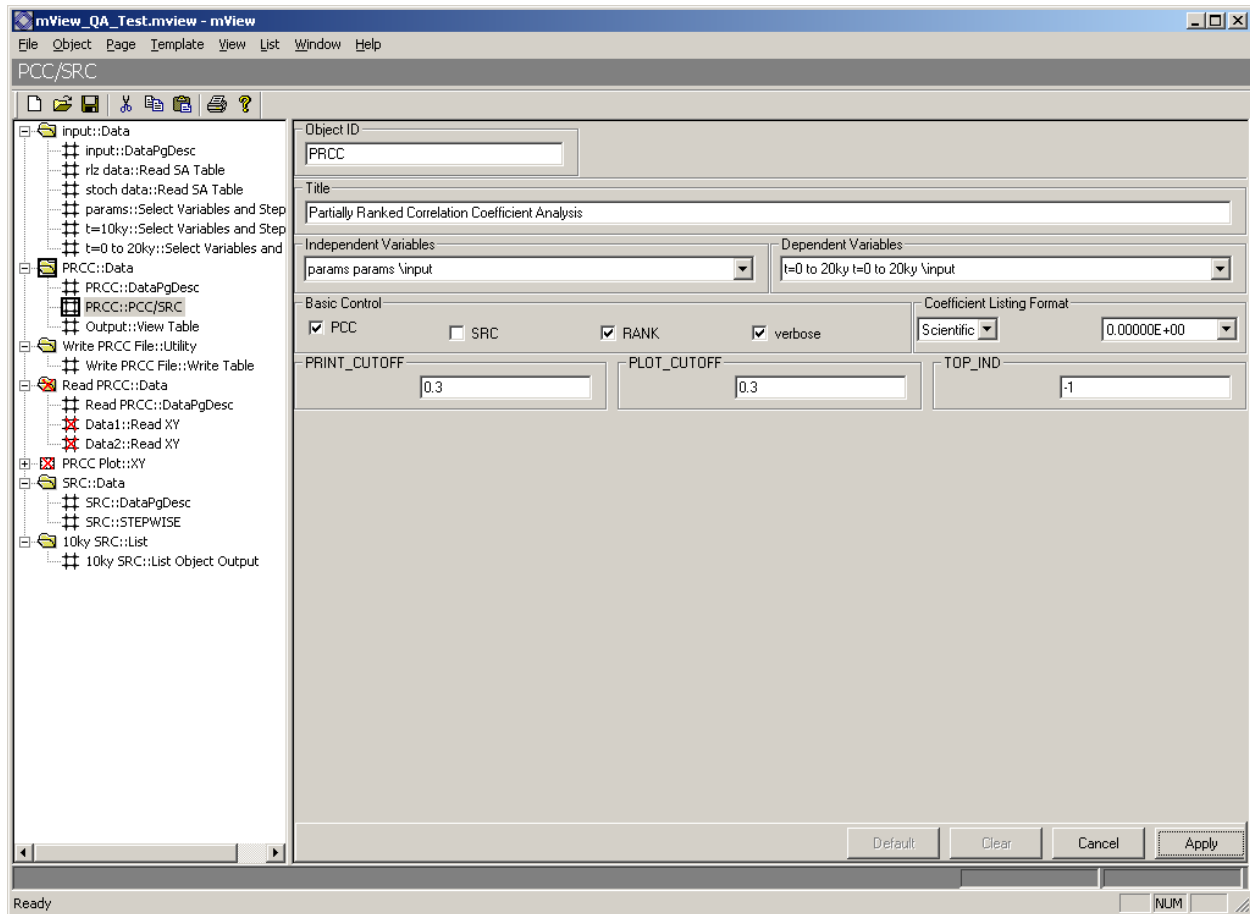 mView_QA_Test.mview - mView
File Object Page Template View List Window Help
PCC/SRC
input::Data
input::DataPgDesc
rlz data::Read SA Table
stoch data::Read SA Table
params::Select Variables and Step
t=10ky::Select Variables and Step
t=0 to 20ky::Select Variables and
PRCC::Data
PRCC::DataPgDesc
PRCC::PCC/SRC
Output::View Table
Write PRCC File::Utility
Write PRCC File::Write Table
Read PRCC::Data
Read PRCC::DataPgDesc
Data1::Read XY
Data2::Read XY
PRCC Plot::XY
SRC::Data
SRC::DataPgDesc
SRC::STEPWISE
10ky SRC::List
10ky SRC::List Object Output
Object ID
PRCC
Title
Partially Ranked Correlation Coefficient Analysis
Independent Variables Dependent Variables
params params \input t=0 to 20ky t=0 to 20ky \input
Basic Control Coefficient Listing Format
PCC SRC RANK verbose Scientific 0.00000E+00
PRINT_CUTOFF PLOT_CUTOFF TOP_IND
0.3 0.3 -1
Default Clear Cancel Apply
Ready NUM